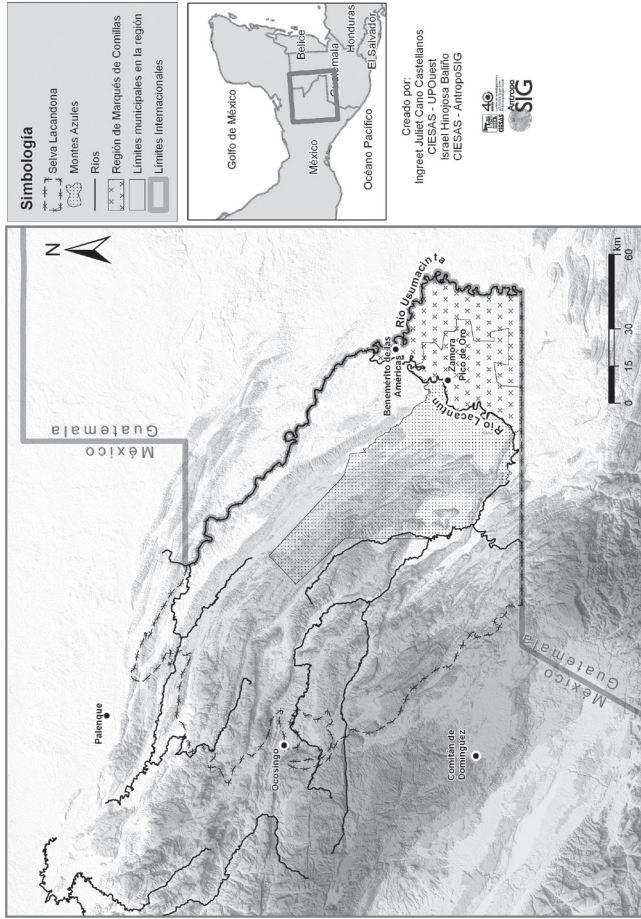 Simbología
Selva Lacandona
Montes Azules
Ríos
Región de Marqués de Comillas
Límites municipales en la región
Límites Internacionales
Golfo de México
Belice
Honduras
Guatemala
El Salvador
México
Océano Pacífico
Creado por:
Ingreet Juliet Cano Castellanos
CIESAS - UPOuest
Israel Hinojosa Baliño
CIESAS - AntropoSIG
CIESAS
Antropo
SIG
N
México
Guatemala
Palenque
Ocosingo
Comitán de
Domínguez
Benemérito de las
Américas
Río Usumacinta
Zamora
Pico de Oro
Río Lacantún
México
Guatemala
km
0 15 30 60